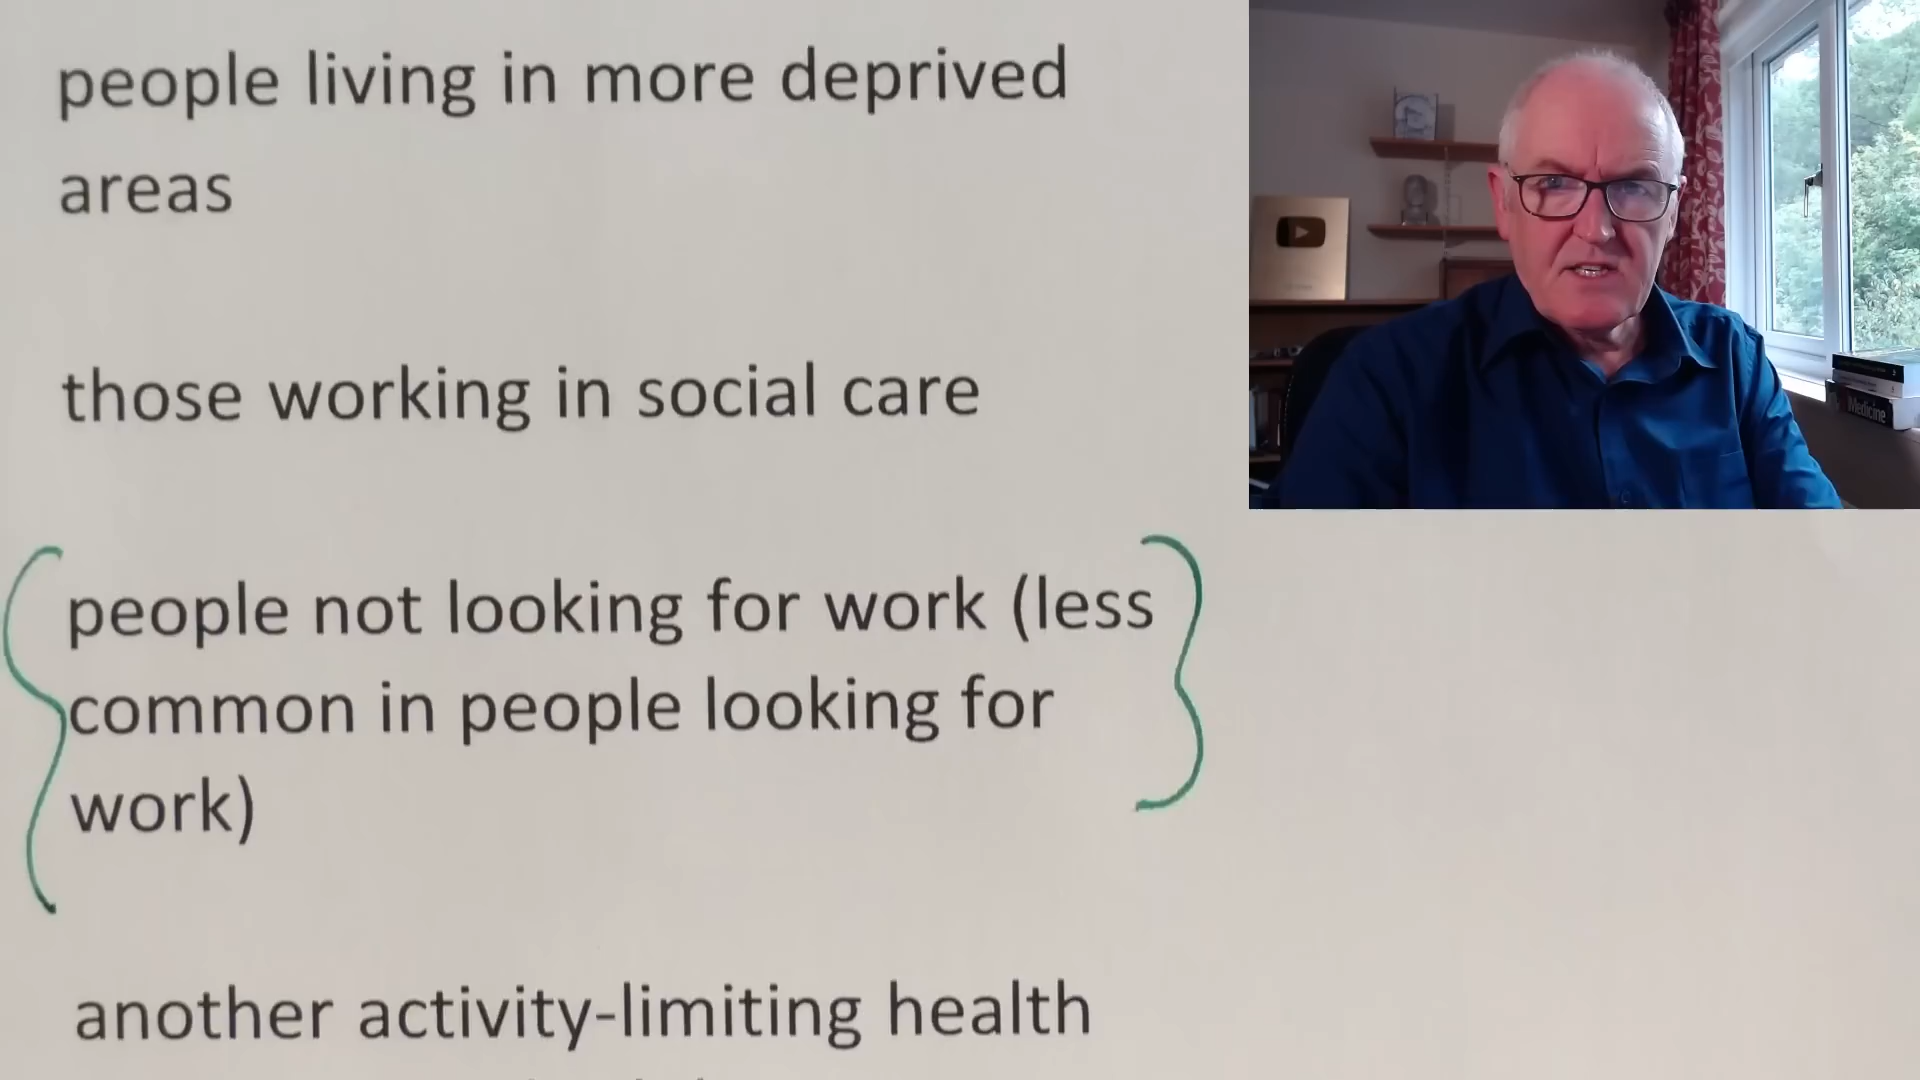 people living in more deprived
areas
those working in social care
people not looking for work (less
common in people looking for
work)
another activity-limiting health
Medicine